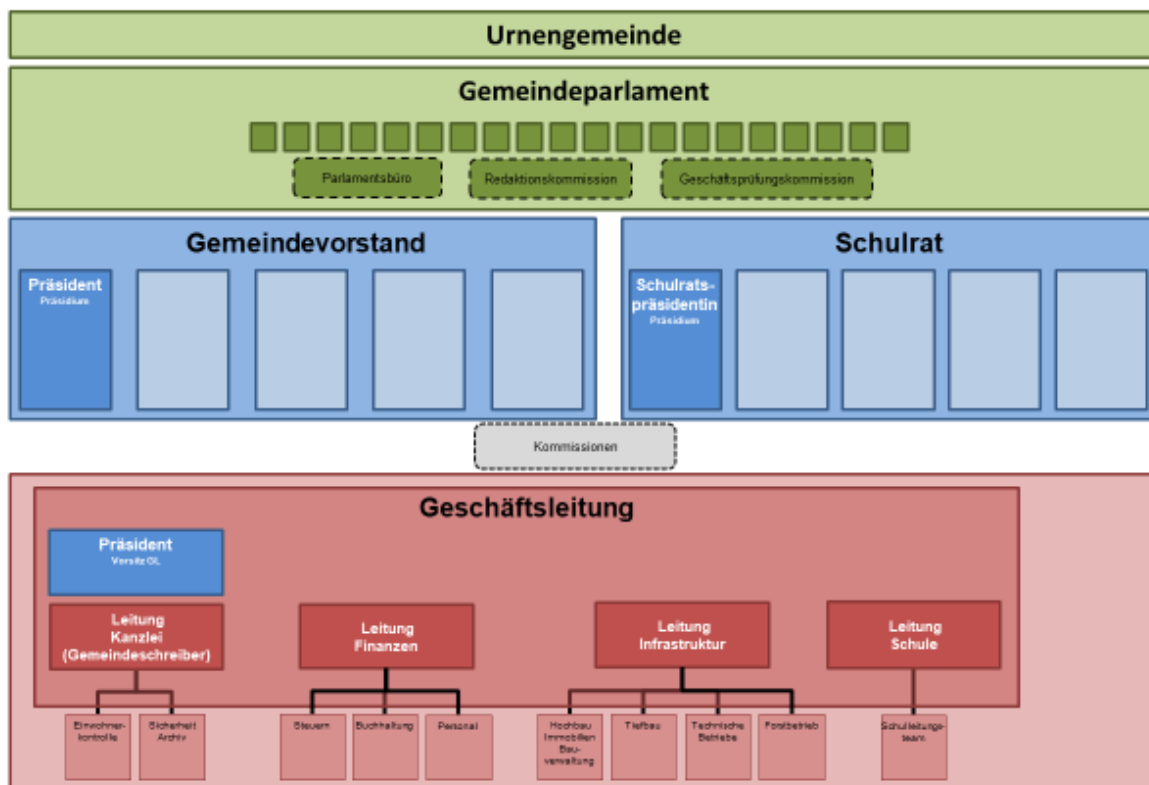 Urnengemeinde
Gemeindeparlament
Parlamentsbüro
Redaktionskommission
Geschäftsprüfungskommission
Gemeindevorstand
Präsident
Präsidium
Schulrat
Schulrats-
präsidentin
Präsidium
Kommissionen
Geschäftsleitung
Präsident
Vorsitz GL
Leitung
Kanzlei
(Gemeindeschreiber)
Leitung
Finanzen
Leitung
Infrastruktur
Leitung
Schule
Einwohner-
kontrolle
Sicherheit
Archiv
Steuern
Buchhaltung
Personal
Hochbau
Immobilien
Bau-
verwaltung
Tiefbau
Technische
Betriebe
Forstbetrieb
Schulleitungs-
team